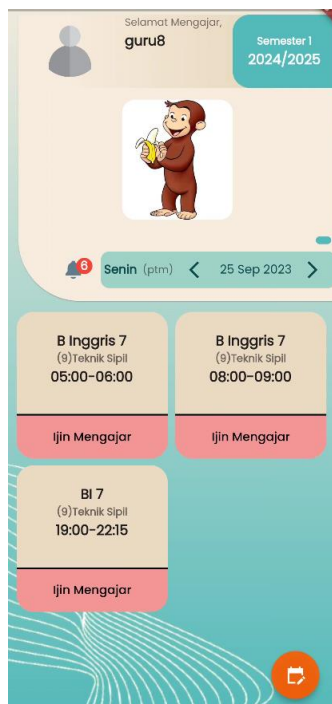 Selamat Mengajar,
guru8
Semester 1
2024/2025
6
Senin (ptm)
25 Sep 2023
B Inggris 7
(9)Teknik Sipil
05:00-06:00
Ijin Mengajar
B Inggris 7
(9)Teknik Sipil
08:00-09:00
Ijin Mengajar
BI 7
(9)Teknik Sipil
19:00-22:15
Ijin Mengajar